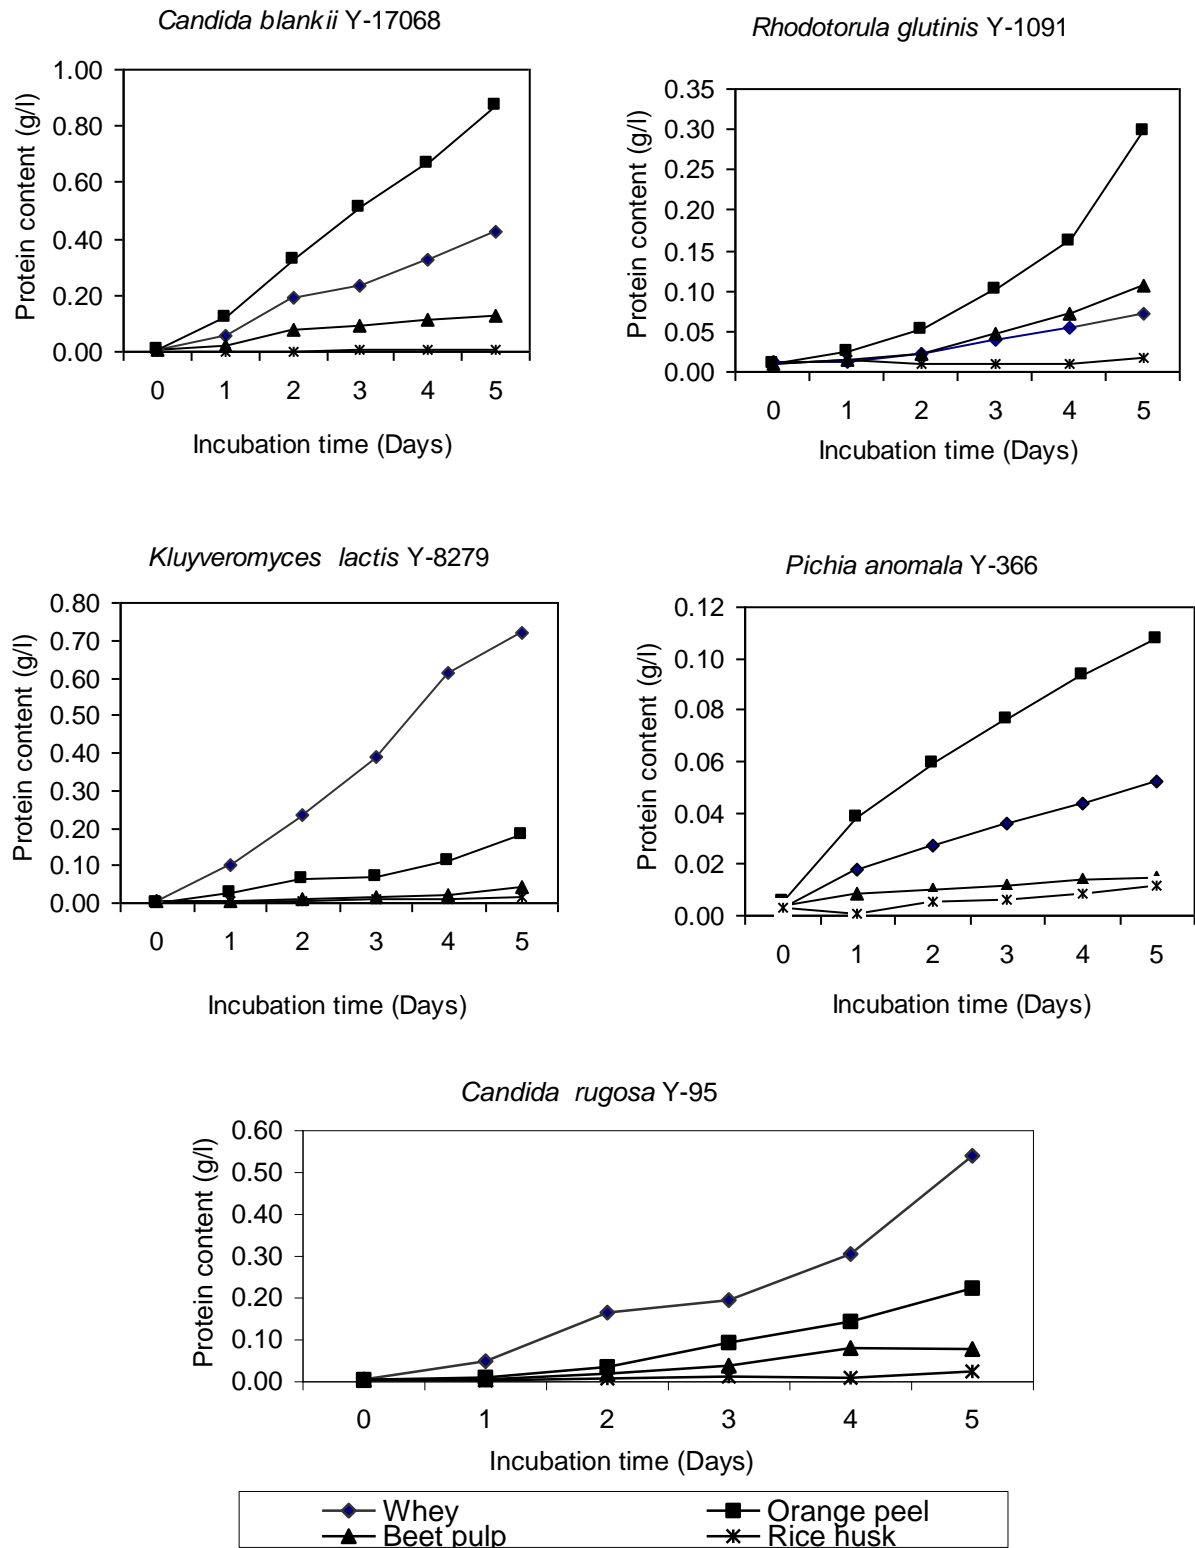 Candida blankii Y-17068
Protein content (g/l)
1.00
0.80
0.60
0.40
0.20
0.00
0 1 2 3 4 5
Incubation time (Days)
Rhodotorula glutinis Y-1091
Protein content (g/l)
0.35
0.30
0.25
0.20
0.15
0.10
0.05
0.00
0 1 2 3 4 5
Incubation time (Days)
Kluyveromyces lactis Y-8279
Protein content (g/l)
0.80
0.70
0.60
0.50
0.40
0.30
0.20
0.10
0.00
0 1 2 3 4 5
Incubation time (Days)
Pichia anomala Y-366
Protein content (g/l)
0.12
0.10
0.08
0.06
0.04
0.02
0.00
0 1 2 3 4 5
Incubation time (Days)
Candida rugosa Y-95
Protein content (g/l)
0.60
0.50
0.40
0.30
0.20
0.10
0.00
0 1 2 3 4 5
Incubation time (Days)
Whey Orange peel
Beet pulp Rice husk